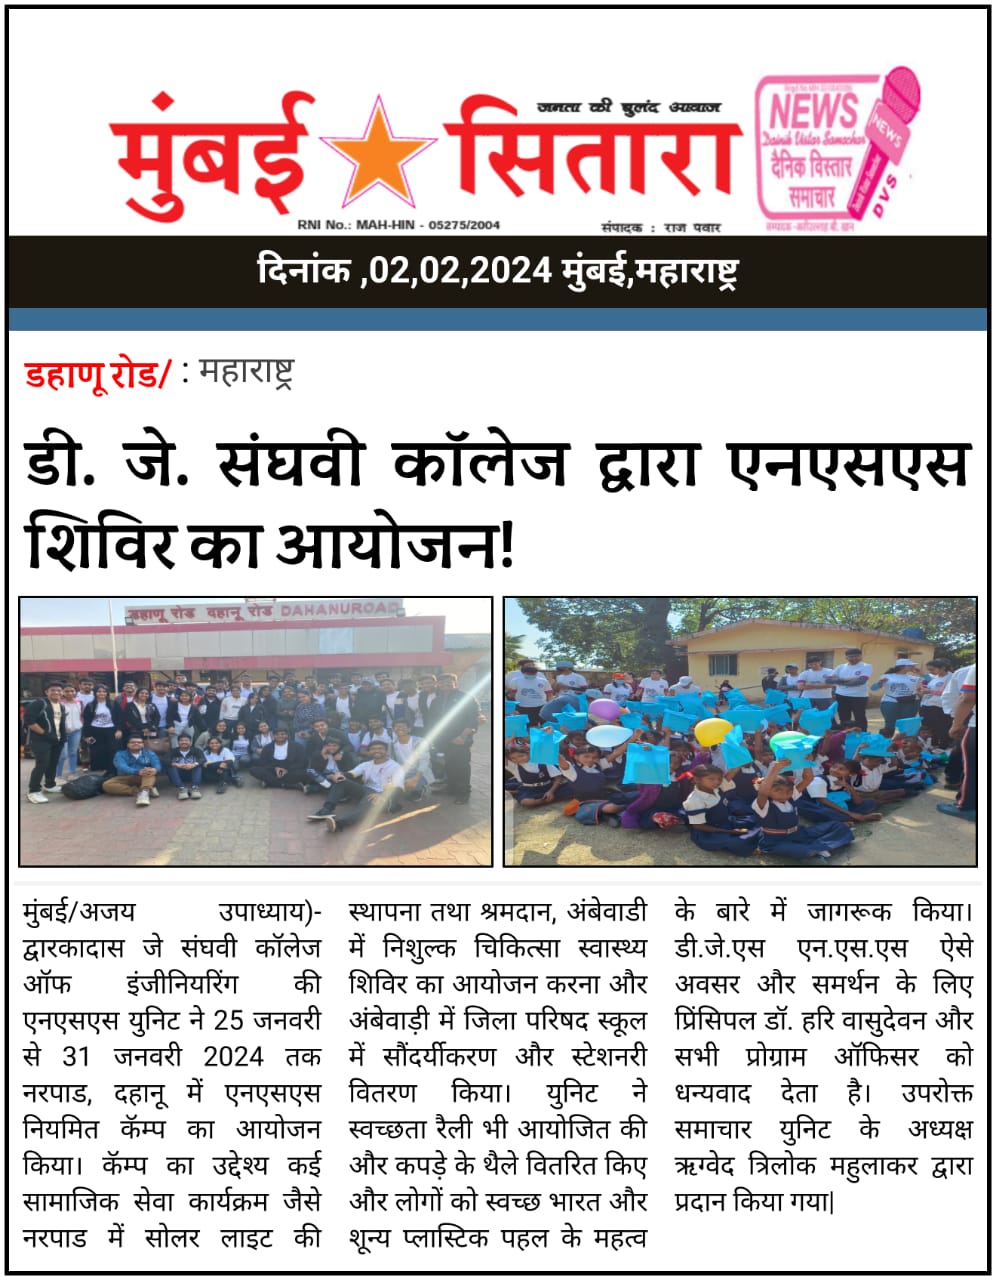 जनता की बुलंद आवाज
मुंबई सितारा
RNI No.: MAH-HIN - 05275/2004
संपादक : राज पवार
NEWS
Dainik Vistar Samachar
दैनिक विस्तार
समाचार
NEWS
DVS
दिनांक ,02,02,2024 मुंबई,महाराष्ट्र
डहाणू रोड/ : महाराष्ट्र
डी. जे. संघवी कॉलेज द्वारा एनएसएस
शिविर का आयोजन!
डहाणू रोड दहानू रोड DAHANUROAD
मुंबई/अजय उपाध्याय)-
द्वारकादास जे संघवी कॉलेज
ऑफ इंजीनियरिंग की
एनएसएस युनिट ने 25 जनवरी
से 31 जनवरी 2024 तक
नरपाड, दहानू में एनएसएस
नियमित कॅम्प का आयोजन
किया। कॅम्प का उद्देश्य कई
सामाजिक सेवा कार्यक्रम जैसे
नरपाड में सोलर लाइट की
स्थापना तथा श्रमदान, अंबेवाडी
में निशुल्क चिकित्सा स्वास्थ्य
शिविर का आयोजन करना और
अंबेवाड़ी में जिला परिषद स्कूल
में सौंदर्यीकरण और स्टेशनरी
वितरण किया। युनिट ने
स्वच्छता रैली भी आयोजित की
और कपड़े के थैले वितरित किए
और लोगों को स्वच्छ भारत और
शून्य प्लास्टिक पहल के महत्व
के बारे में जागरूक किया।
डी.जे.एस एन.एस.एस ऐसे
अवसर और समर्थन के लिए
प्रिंसिपल डॉ. हरि वासुदेवन और
सभी प्रोग्राम ऑफिसर को
धन्यवाद देता है। उपरोक्त
समाचार युनिट के अध्यक्ष
ऋग्वेद त्रिलोक महुलाकर द्वारा
प्रदान किया गया|